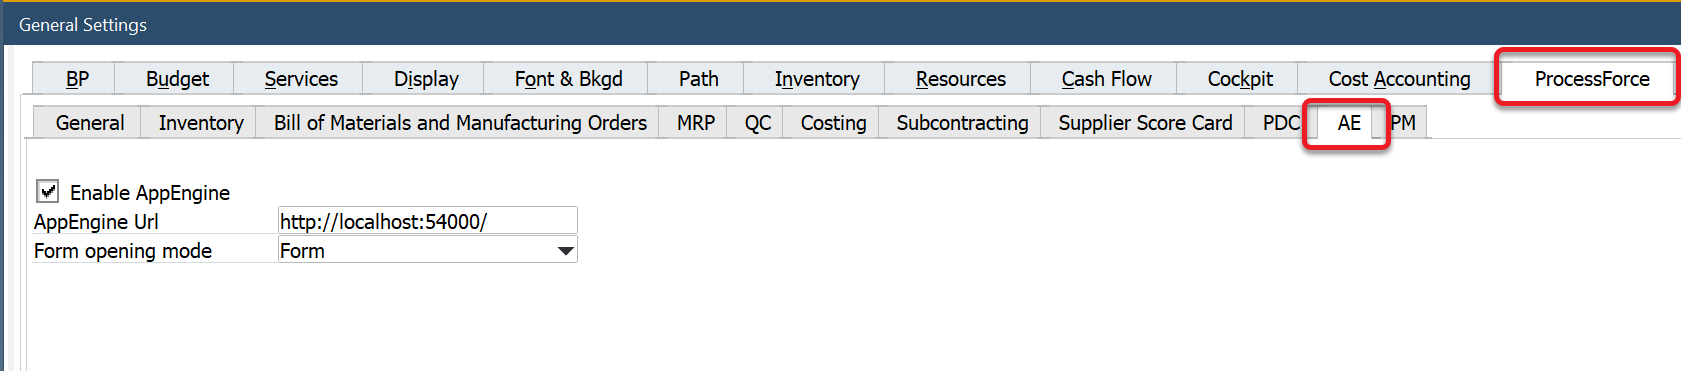 General Settings
BP Budget Services Display Font & Bkgd Path Inventory Resources Cash Flow Cockpit Cost Accounting ProcessForce
General Inventory Bill of Materials and Manufacturing Orders MRP QC Costing Subcontracting Supplier Score Card PDC AE PM
Enable AppEngine
AppEngine Url http://localhost:54000/
Form opening mode Form